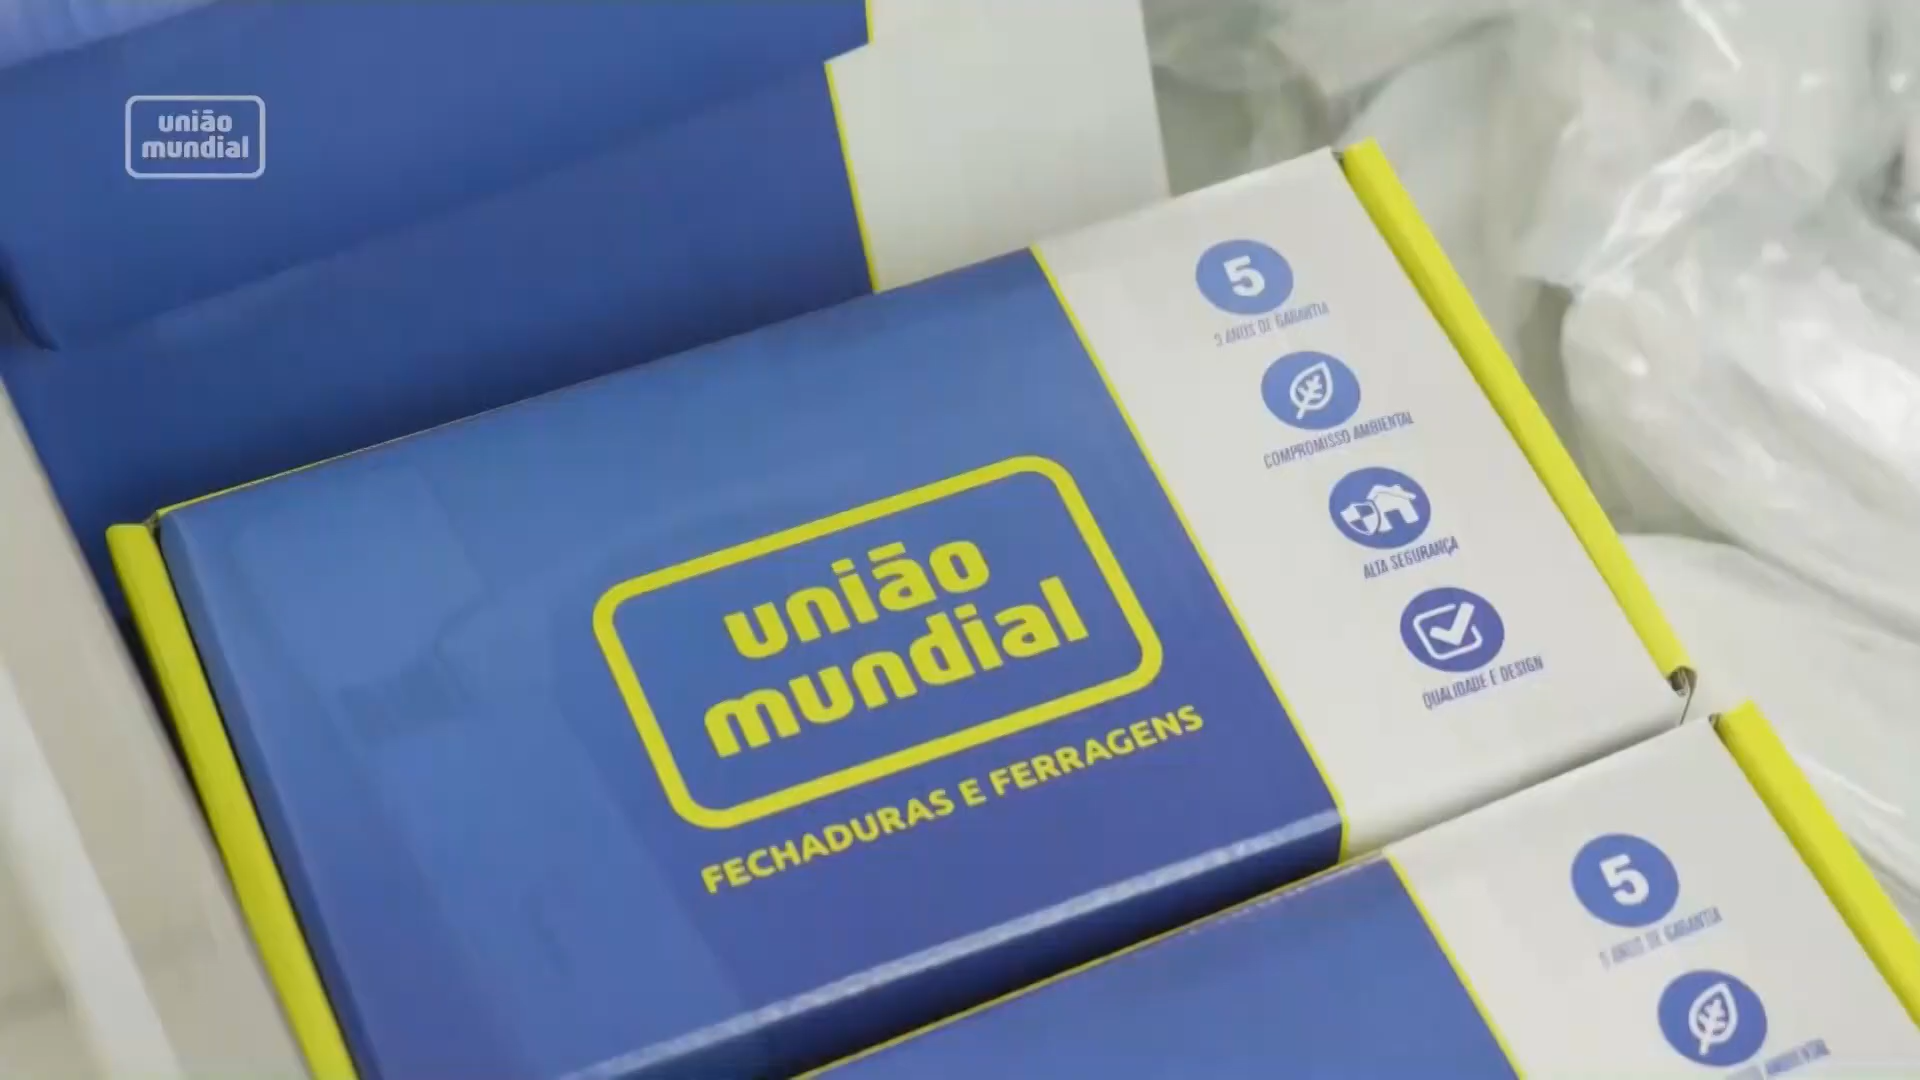 união
mundial
união
mundial
FECHADURAS E FERRAGENS
5
5 ANOS DE GARANTIA
COMPROMISSO AMBIENTAL
ALTA SEGURANÇA
QUALIDADE E DESIGN
5
5 ANOS DE GARANTIA
AMBIENTAL